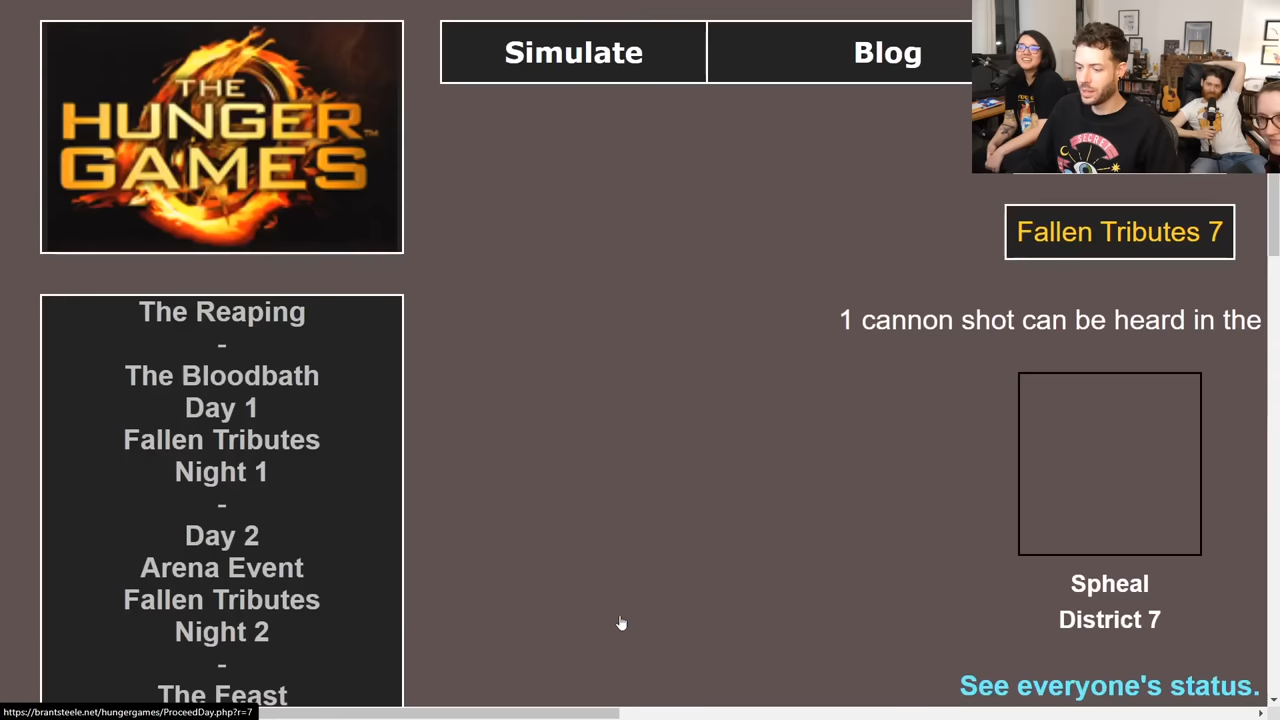 THE
HUNGER
GAMES
TM
Simulate
Blog
SECRET
Fallen Tributes 7
1 cannon shot can be heard in the
Spheal
District 7
See everyone's status.
The Reaping
-
The Bloodbath
Day 1
Fallen Tributes
Night 1
-
Day 2
Arena Event
Fallen Tributes
Night 2
-
The Feast
https://brantsteele.net/hungergames/ProceedDay.php?r=7